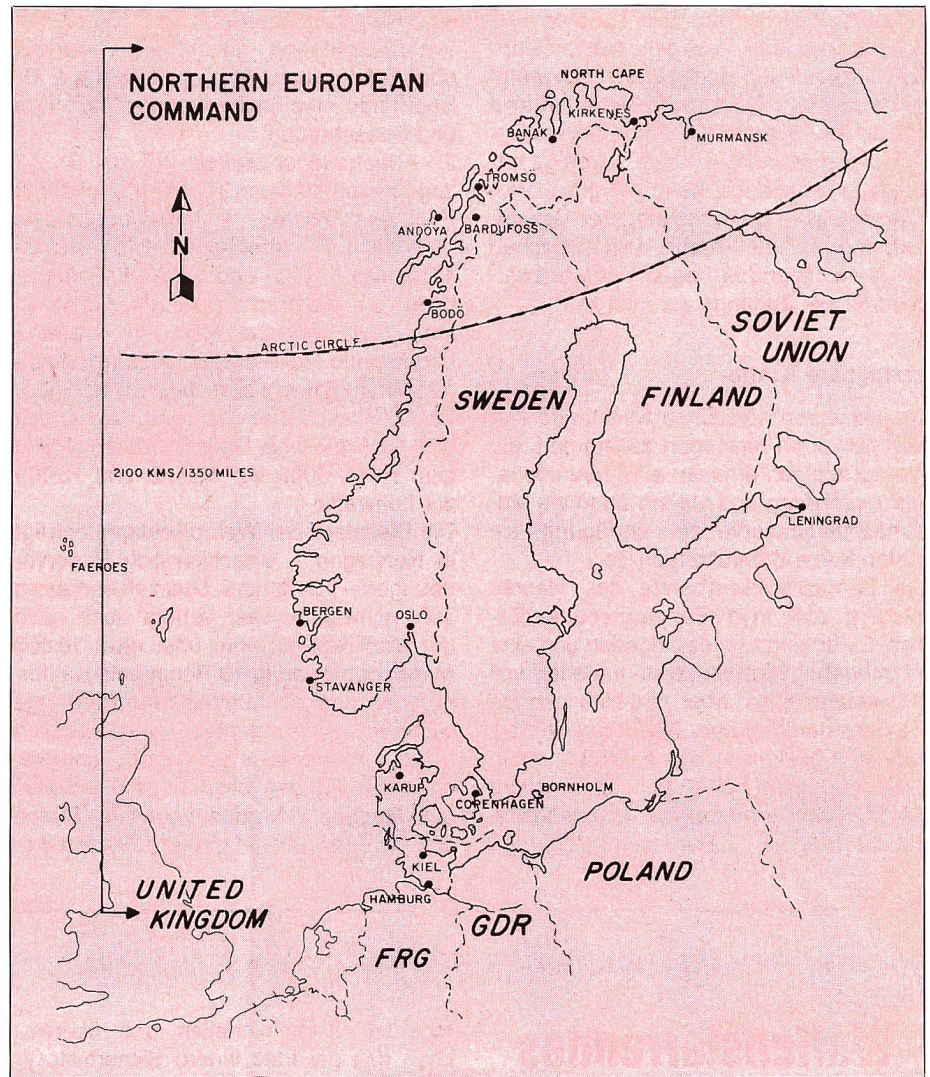 NORTHERN EUROPEAN
COMMAND
NORTH CAPE
KIRKENES
BANAK
MURMANSK
TROMSÖ
N
ANDOYA
BARDUFOSS
BODÖ
ARCTIC CIRCLE
SOVIET
UNION
SWEDEN
FINLAND
2100 KMS/1350 MILES
LENINGRAD
FAEROES
BERGEN
OSLO
STAVANGER
KARUP
COPENHAGEN
BORNHOLM
KIEL
POLAND
UNITED
KINGDOM
HAMBURG
GDR
FRG